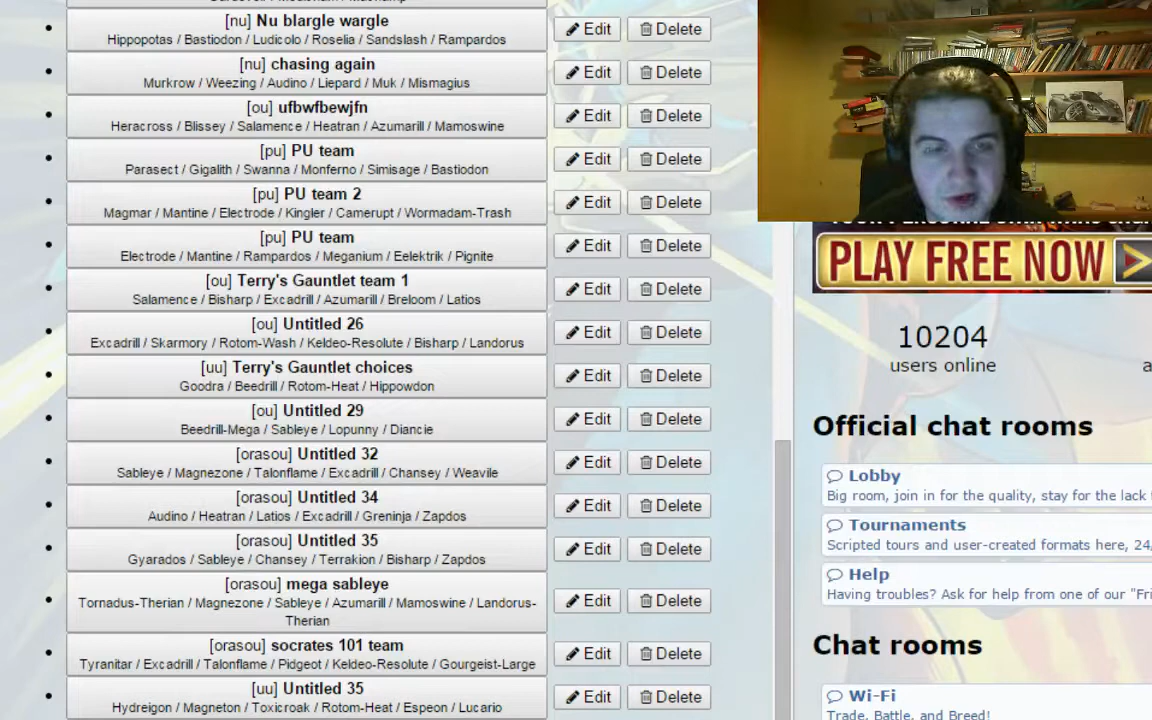 [nu] Nu blargle wargle
Hippopotas / Bastiodon / Ludicolo / Roselia / Sandslash / Rampardos
Edit Delete
[nu] chasing again
Murkrow / Weezing / Audino / Liepard / Muk / Mismagius
Edit Delete
[ou] ufbwfbewjfn
Heracross / Blissey / Salamence / Heatran / Azumarill / Mamoswine
Edit Delete
[pu] PU team
Parasect / Gigalith / Swanna / Monferno / Simisage / Bastiodon
Edit Delete
[pu] PU team 2
Magmar / Mantine / Electrode / Kingler / Camerupt / Wormadam-Trash
Edit Delete
[pu] PU team
Electrode / Mantine / Rampardos / Meganium / Eelektrik / Pignite
Edit Delete
[ou] Terry's Gauntlet team 1
Salamence / Bisharp / Excadrill / Azumarill / Breloom / Latios
Edit Delete
[ou] Untitled 26
Excadrill / Skarmory / Rotom-Wash / Keldeo-Resolute / Bisharp / Landorus
Edit Delete
[uu] Terry's Gauntlet choices
Goodra / Beedrill / Rotom-Heat / Hippowdon
Edit Delete
[ou] Untitled 29
Beedrill-Mega / Sableye / Lopunny / Diancie
Edit Delete
[orasou] Untitled 32
Sableye / Magnezone / Talonflame / Excadrill / Chansey / Weavile
Edit Delete
[orasou] Untitled 34
Audino / Heatran / Latios / Excadrill / Greninja / Zapdos
Edit Delete
[orasou] Untitled 35
Gyarados / Sableye / Chansey / Terrakion / Bisharp / Zapdos
Edit Delete
[orasou] mega sableye
Tornadus-Therian / Magnezone / Sableye / Azumarill / Mamoswine / Landorus-
Therian
Edit Delete
[orasou] socrates 101 team
Tyranitar / Excadrill / Talonflame / Pidgeot / Keldeo-Resolute / Gourgeist-Large
Edit Delete
[uu] Untitled 35
Hydreigon / Magneton / Toxicroak / Rotom-Heat / Espeon / Lucario
Edit Delete
PLAY FREE NOW
10204
users online
Official chat rooms
Lobby
Big room, join in for the quality, stay for the lack
Tournaments
Scripted tours and user-created formats here, 24
Help
Having troubles? Ask for help from one of our "Fri
Chat rooms
Wi-Fi
Trade, Battle, and Breed!